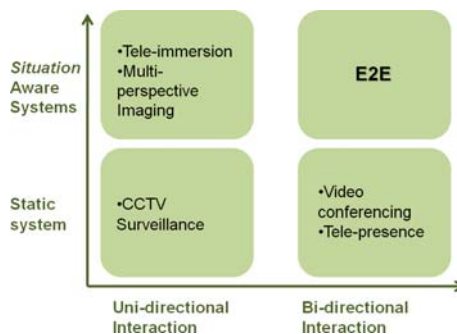 Situation
Aware
Systems
•Tele-immersion
•Multi-
perspective
Imaging
E2E
Static
system
•CCTV
Surveillance
•Video
conferencing
•Tele-presence
Uni-directional
Interaction
Bi-directional
Interaction